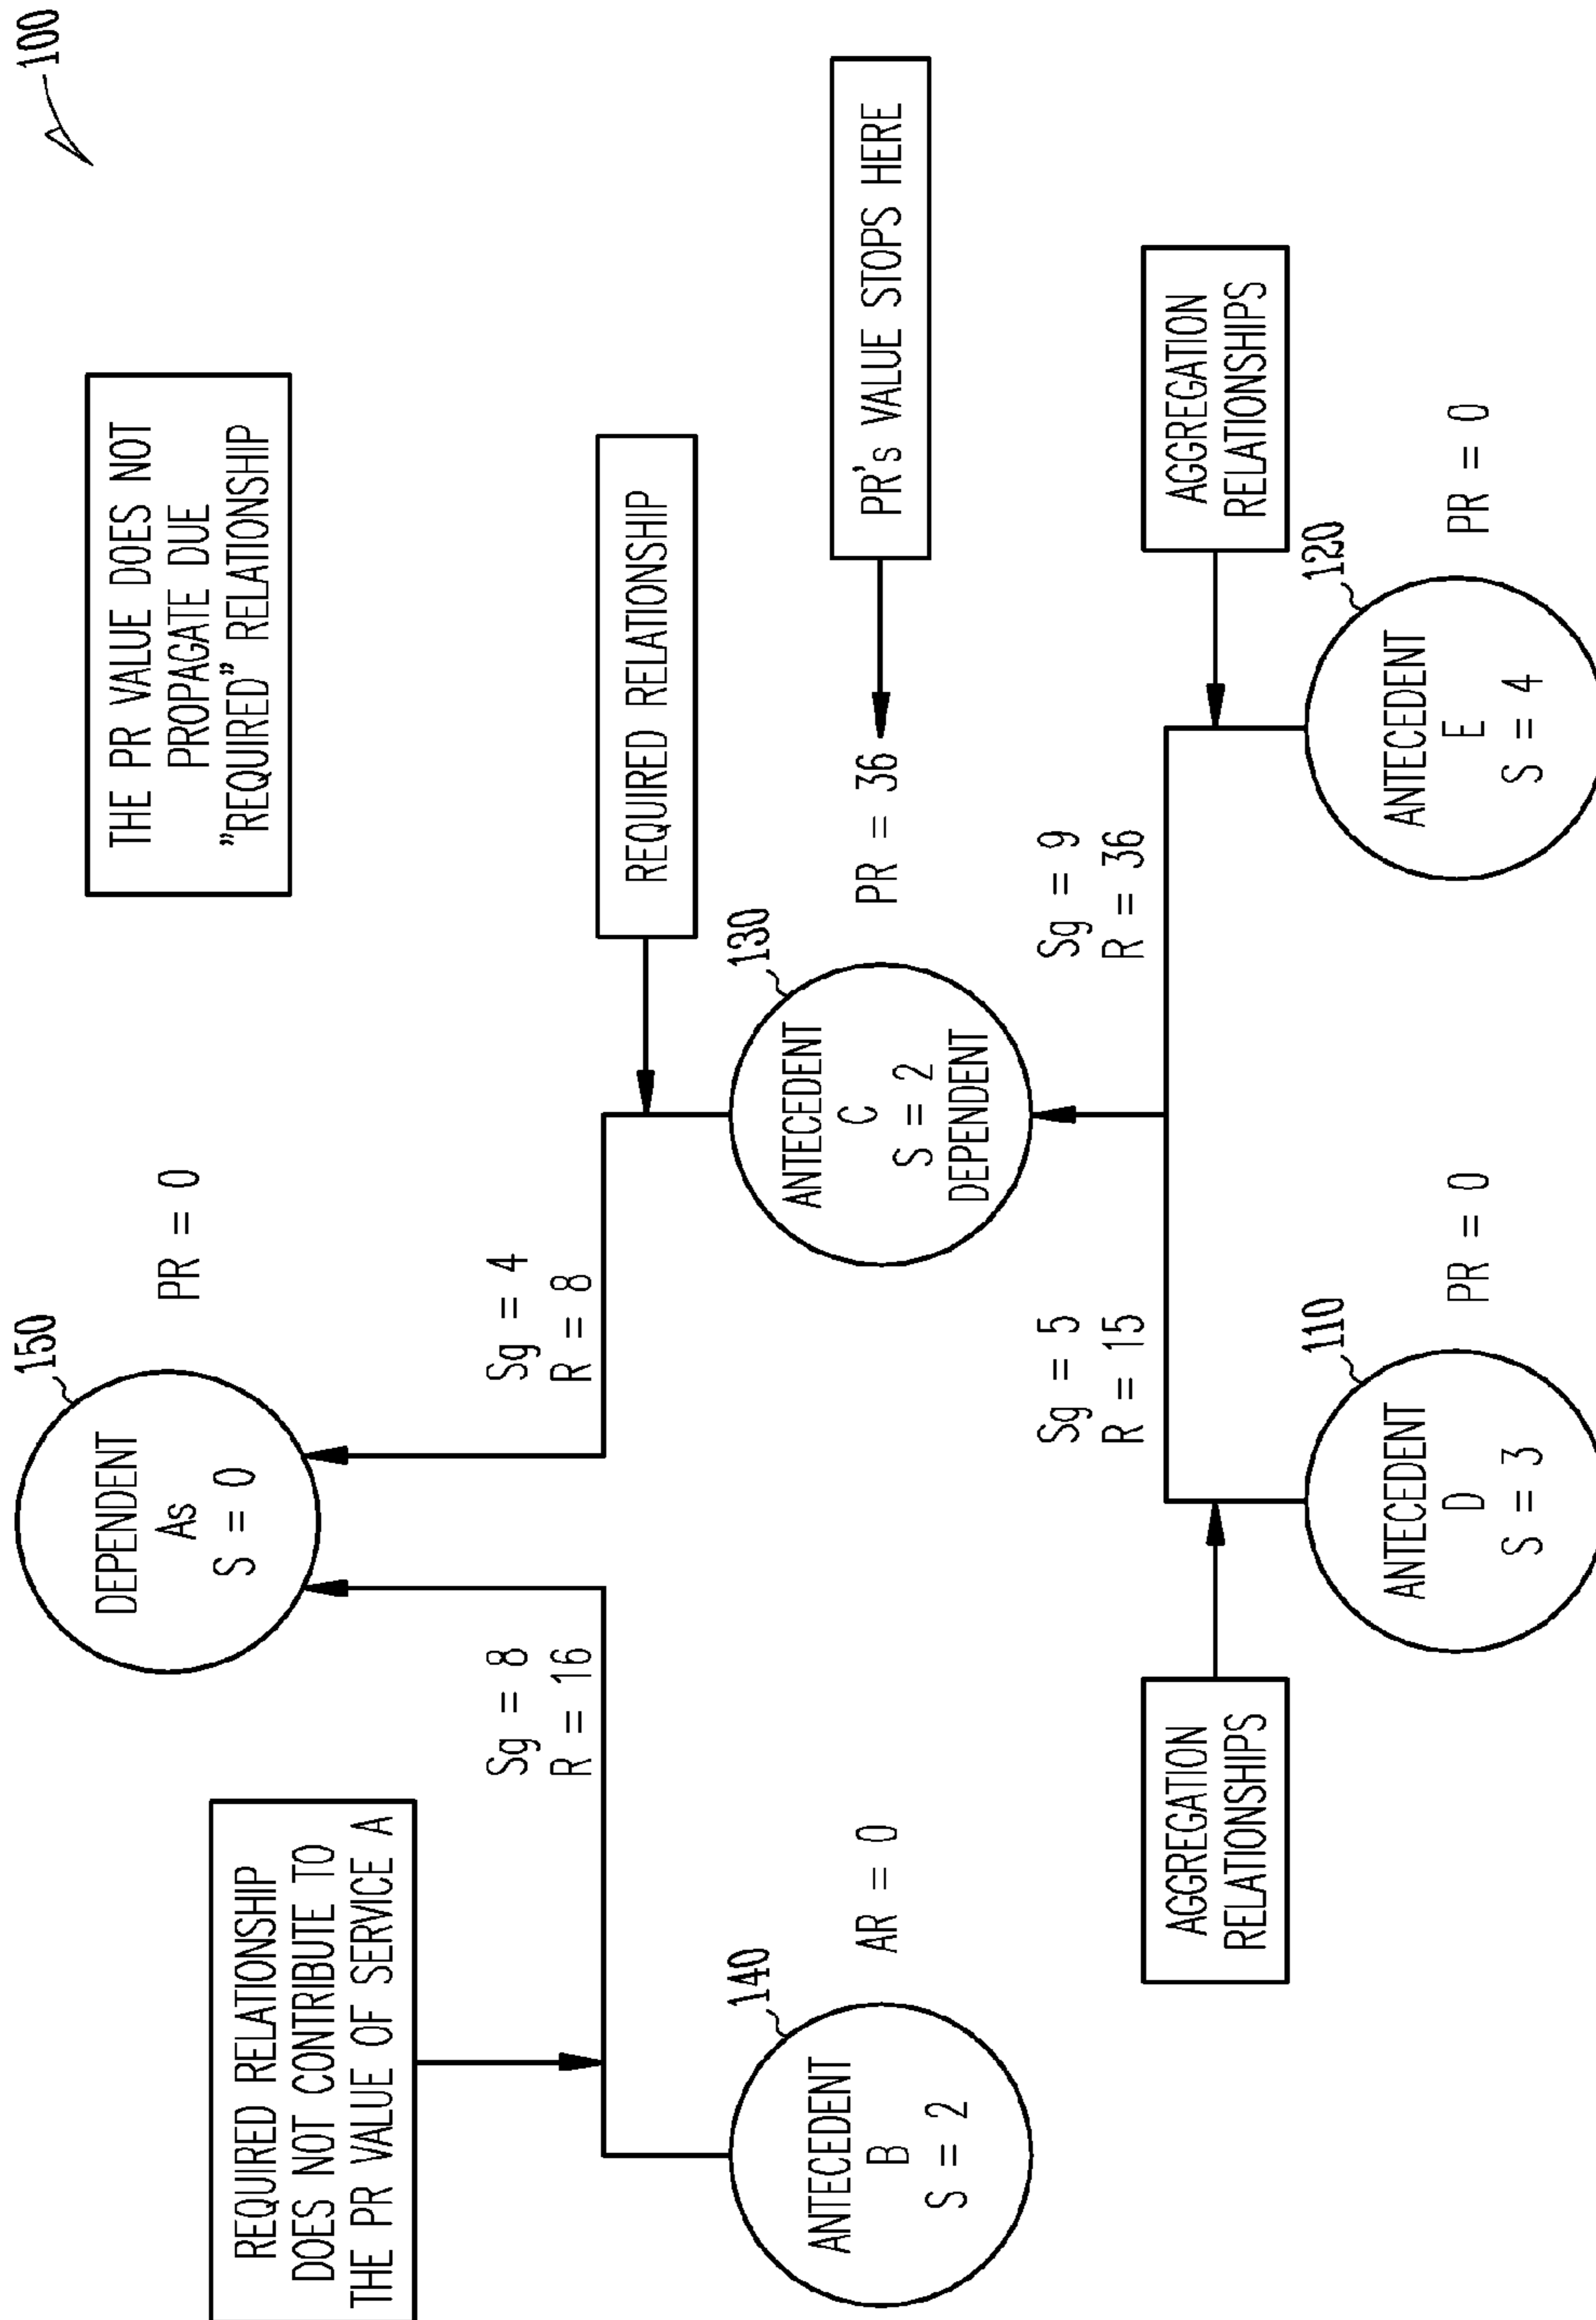 100
THE PR VALUE DOES NOT
PROPAGATE DUE
"REQUIRED" RELATIONSHIP
150
DEPENDENT
As
S = 0
PR = 0
REQUIRED RELATIONSHIP
DOES NOT CONTRIBUTE TO
THE PR VALUE OF SERVICE A
Sg = 8
R = 16
Sg = 4
R = 8
REQUIRED RELATIONSHIP
140
ANTECEDENT
B
S = 2
AR = 0
130
ANTECEDENT
C
S = 2
DEPENDENT
PR = 36
PR's VALUE STOPS HERE
Sg = 5
R = 15
Sg = 9
R = 36
AGGREGATION
RELATIONSHIPS
AGGREGATION
RELATIONSHIPS
110
ANTECEDENT
D
S = 3
PR = 0
120
ANTECEDENT
E
S = 4
PR = 0